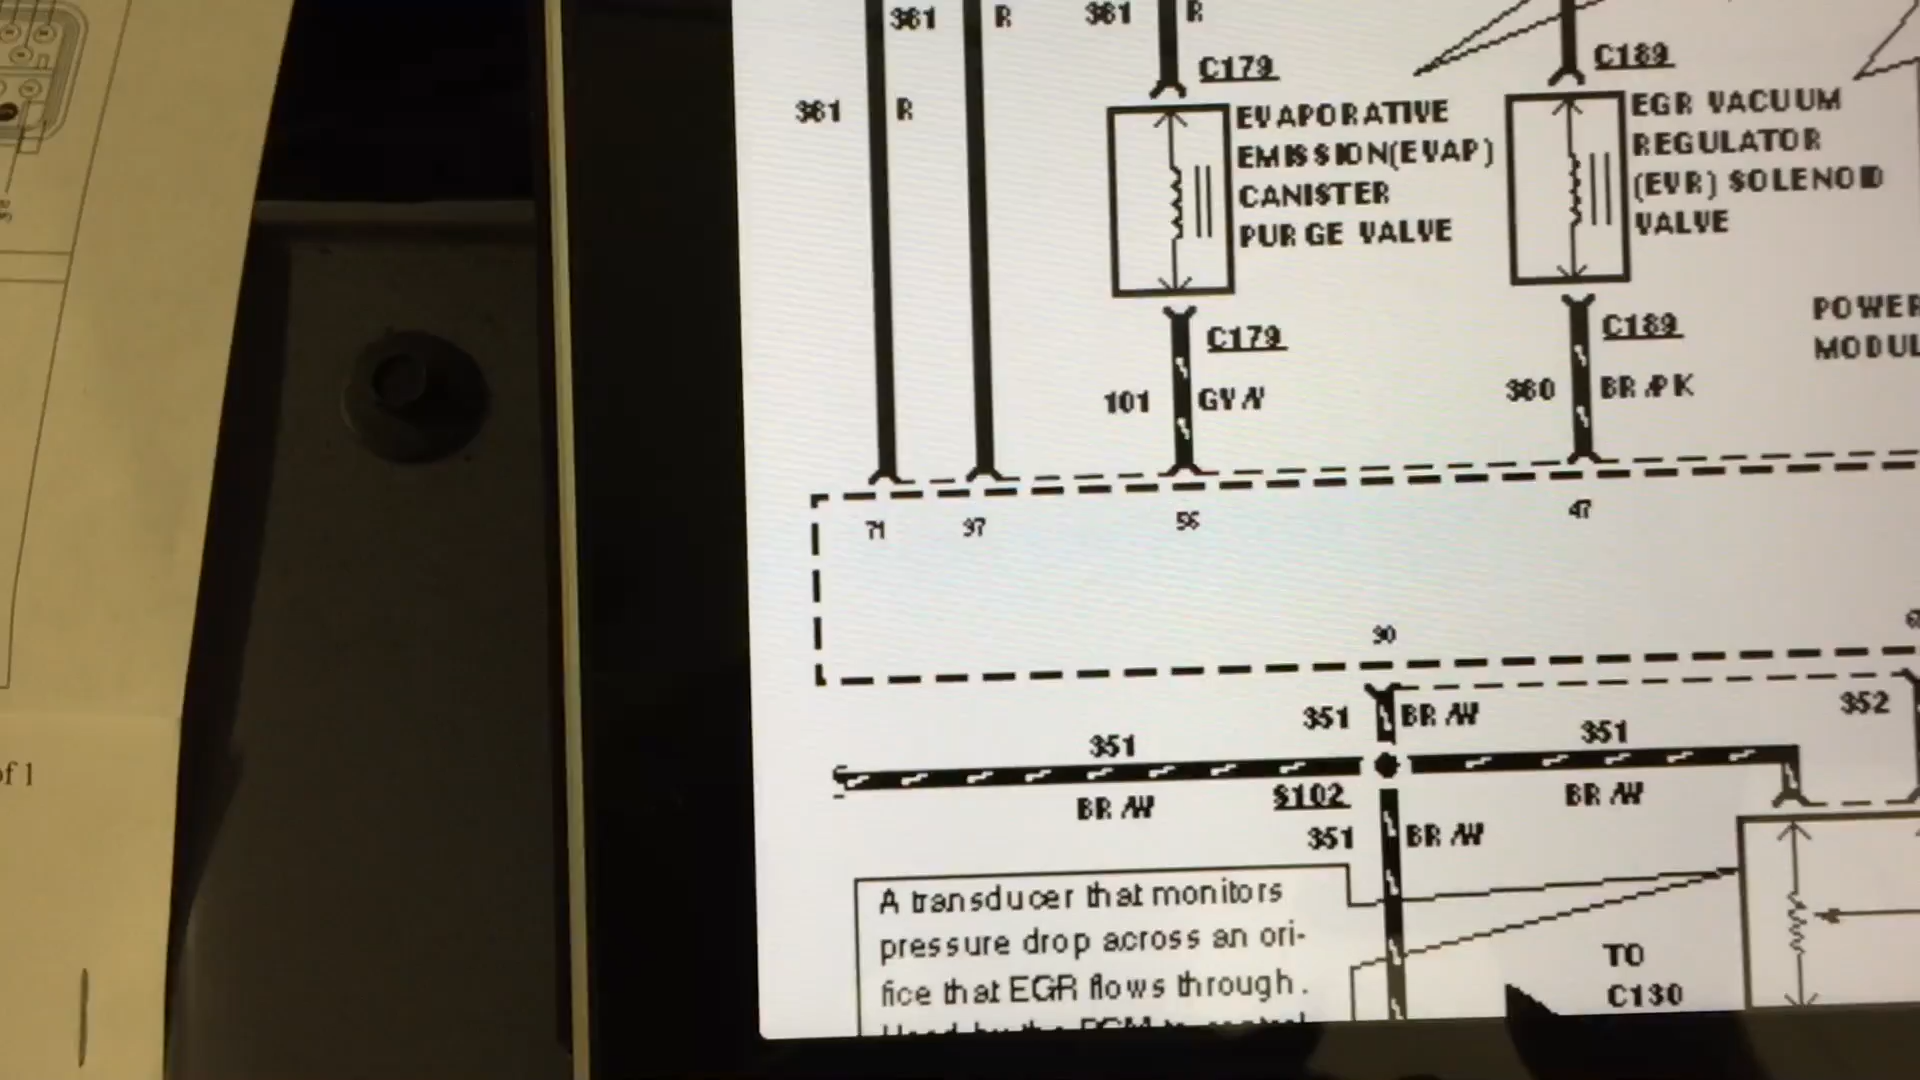 361 R 361 R
C179
C189
361 R
EVAPORATIVE
EMISSION(EVAP)
CANISTER
PURGE VALVE
EGR VACUUM
REGULATOR
(EVR) SOLENOID
VALVE
C179
C189
101 GY/Y
360 BR/PK
71 97 56 47
90
351 BR/W
352
351
351
BR/W
S102
BR/W
351 BR/W
A transducer that monitors
pressure drop across an ori-
fice that EGR flows through.
TO
C130
of 1